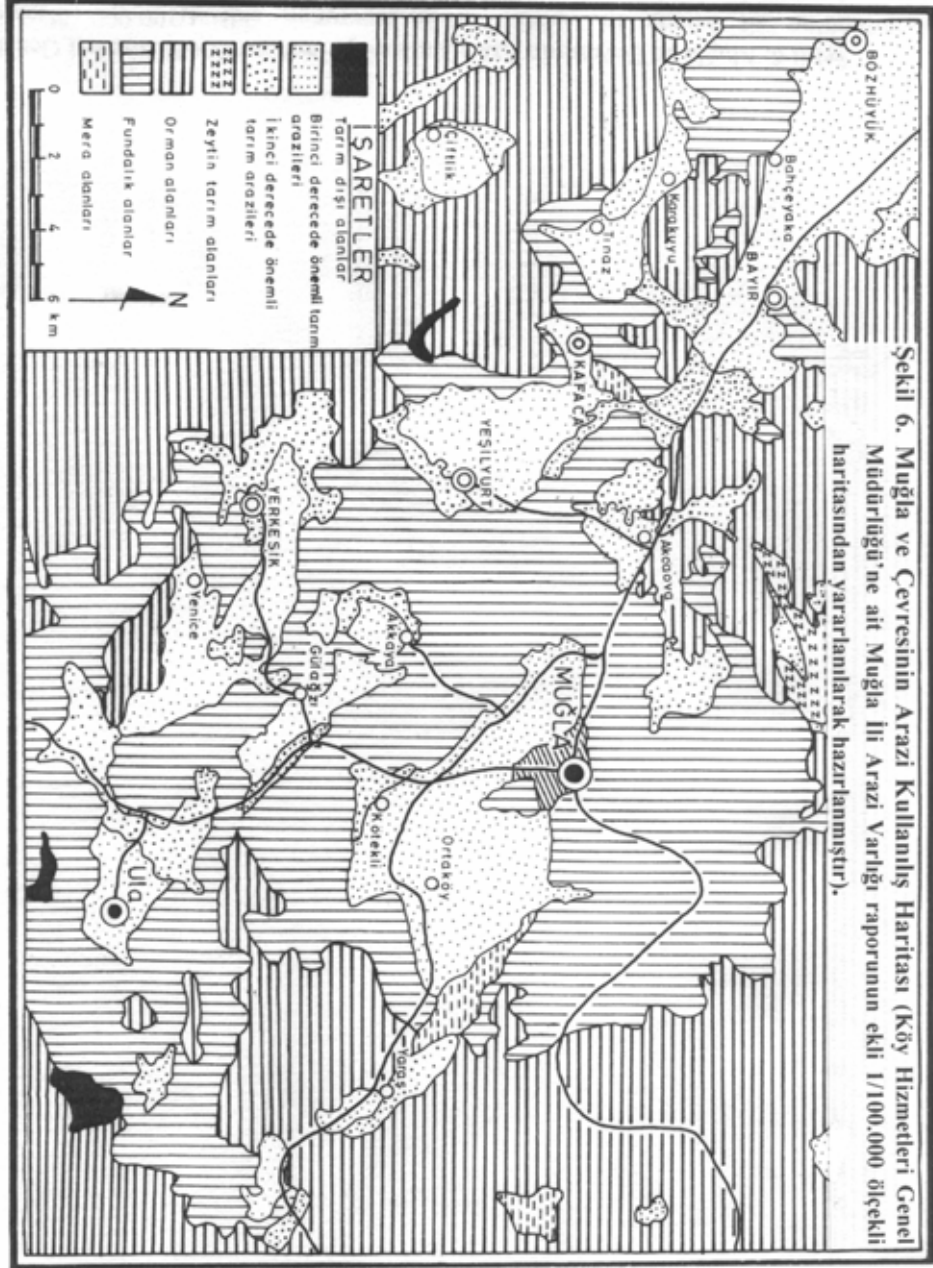 Şekil 6. Muğla ve Çevresinin Arazi Kullanılış Haritası (Köy Hizmetleri Genel
Müdürlüğü'ne ait Muğla İli Arazi Varlığı raporunun ekli 1/100.000 ölçekli
haritasından yararlanılarak hazırlanmıştır).
BOZHÜYÜK
Bahçeyaka
BAYIR
Karakuyu
Tınaz
Çiftlik
KAFACA
YEŞİLYURT
Akçaova
MUĞLA
YERKESİK
Yenice
Akkaya
Gülağzı
Kötekli
Ortaköy
Ula
Yaraş
İŞARETLER
Tarım dışı alanlar
Birinci derecede önemli tarım
arazileri
İkinci derecede önemli
tarım arazileri
Zeytin tarım alanları
Orman alanları
Fundalık alanlar
Mera alanları
N
0 2 4 6 km